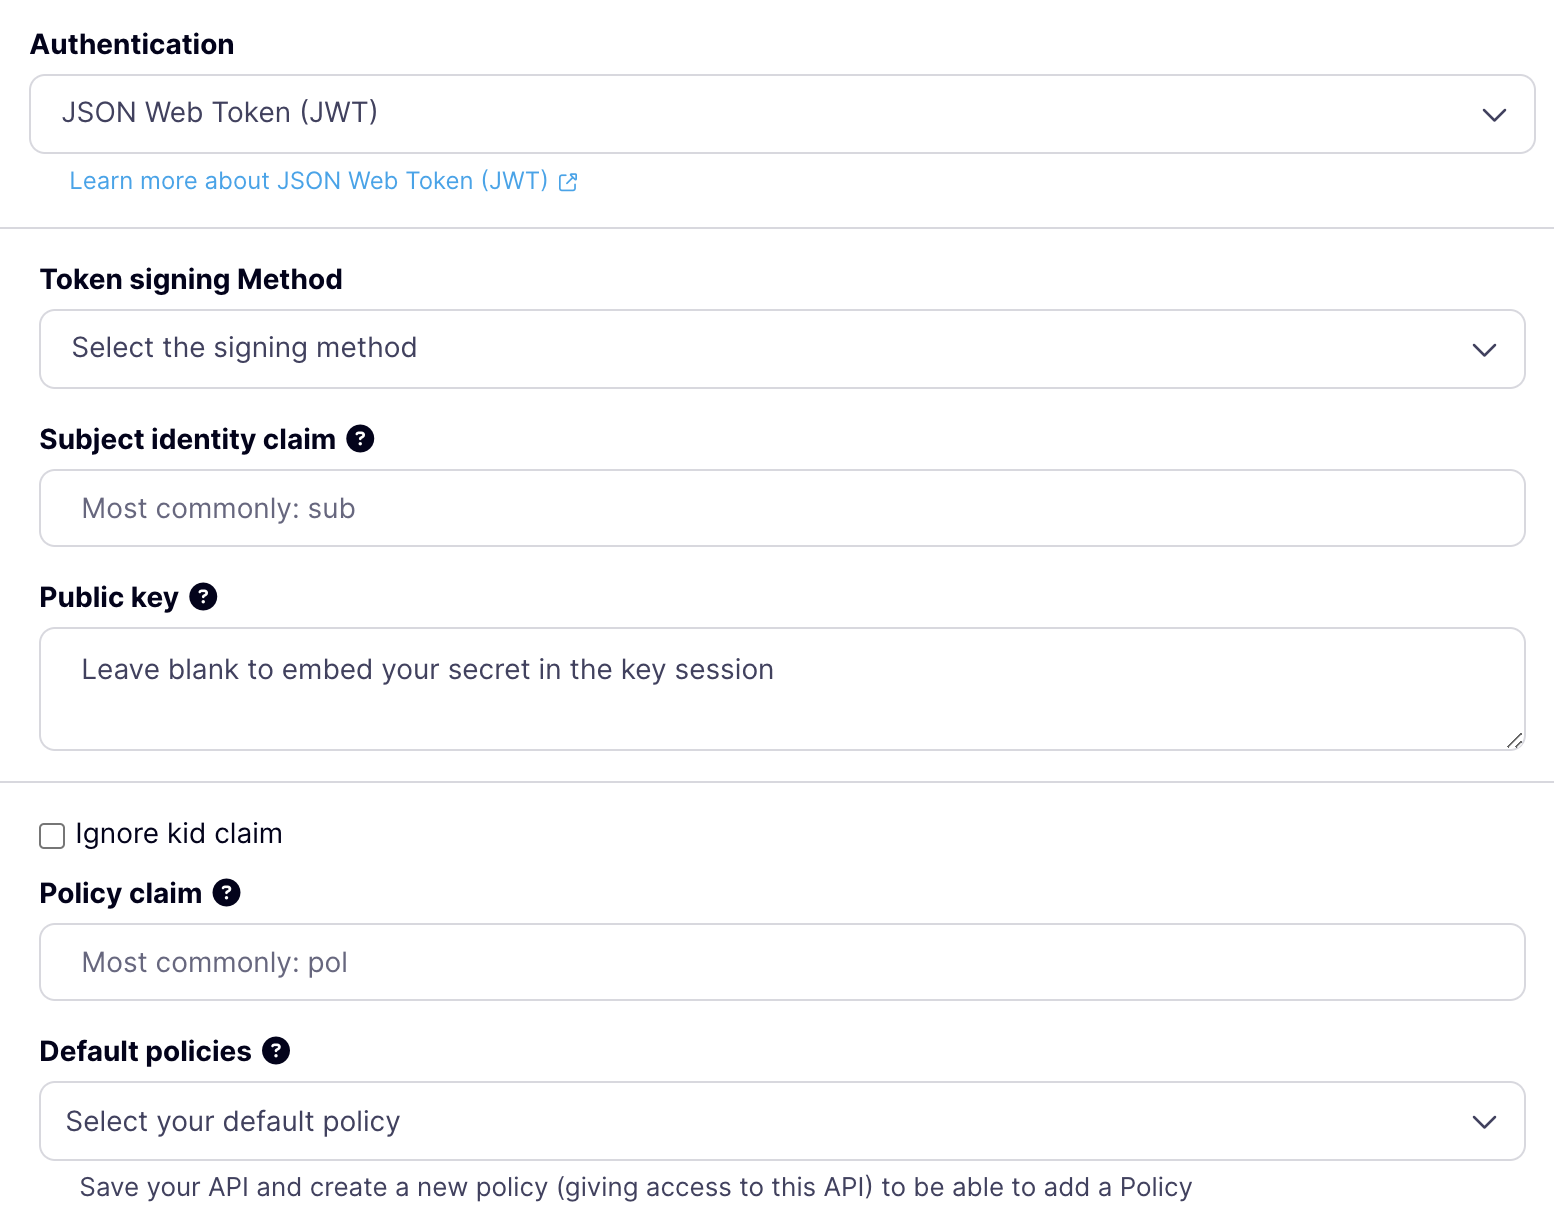 Authentication
JSON Web Token (JWT)
Learn more about JSON Web Token (JWT)
Token signing Method
Select the signing method
Subject identity claim ?
Most commonly: sub
Public key ?
Leave blank to embed your secret in the key session
Ignore kid claim
Policy claim ?
Most commonly: pol
Default policies ?
Select your default policy
Save your API and create a new policy (giving access to this API) to be able to add a Policy